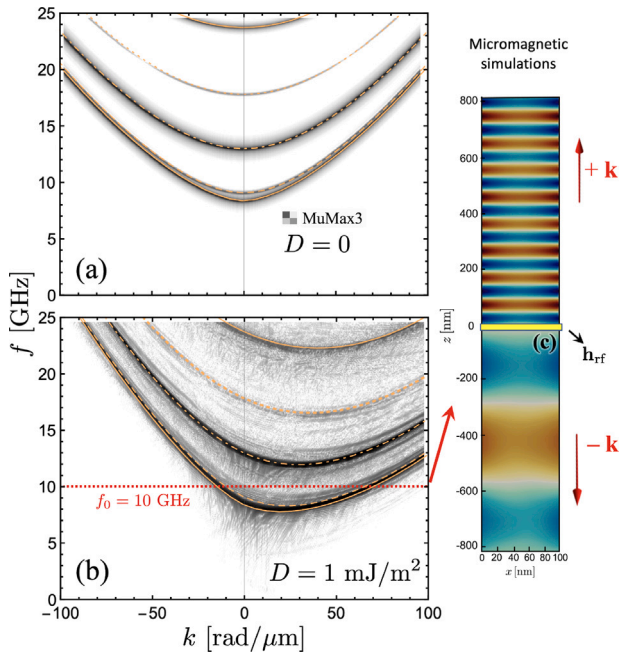 25
20
15
10
5
0
(a)
MuMax3
D = 0
f [GHz]
25
20
15
10
5
0
(b)
f₀ = 10 GHz
D = 1 mJ/m²
−100 −50 0 50 100
k [rad/μm]
Micromagnetic
simulations
800
600
400
200
0
-200
-400
-600
-800
z [nm]
+k
(c)
h_rf
−k
0 20 40 60 80 100
x [nm]